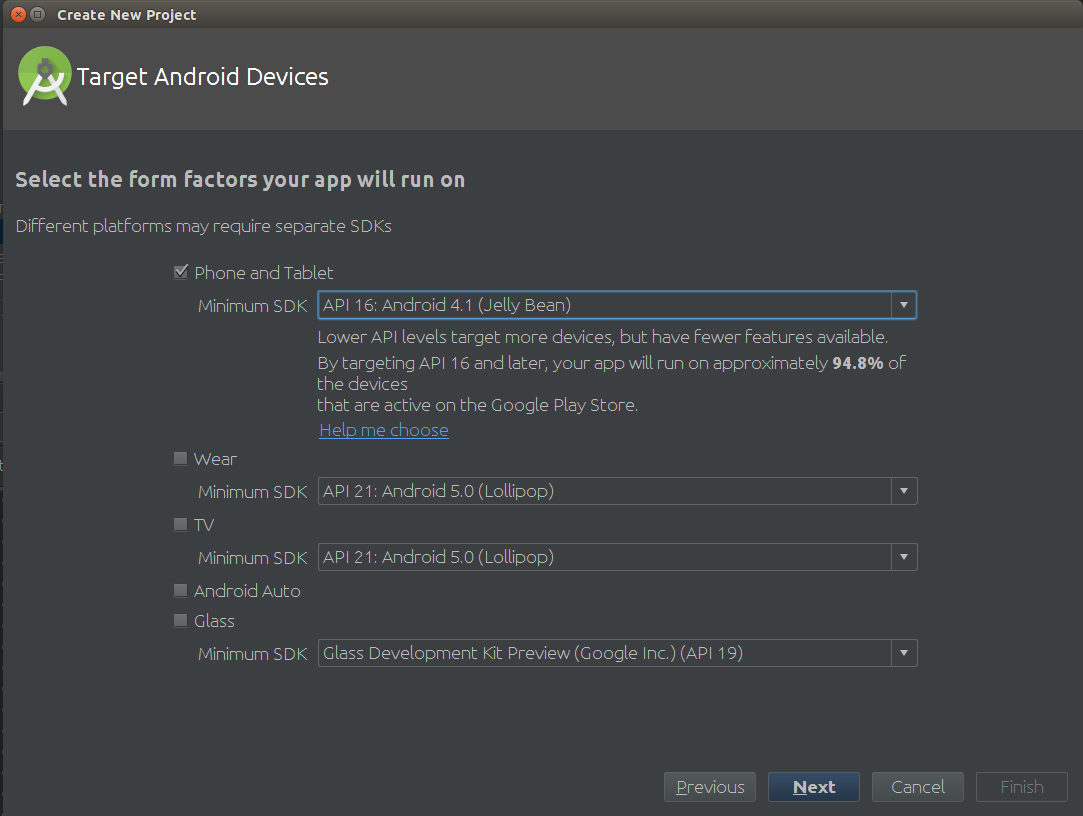 Create New Project
Target Android Devices
Select the form factors your app will run on
Different platforms may require separate SDKs
Phone and Tablet
Minimum SDK API 16: Android 4.1 (Jelly Bean)
Lower API levels target more devices, but have fewer features available.
By targeting API 16 and later, your app will run on approximately 94.8% of
the devices
that are active on the Google Play Store.
Help me choose
Wear
Minimum SDK API 21: Android 5.0 (Lollipop)
TV
Minimum SDK API 21: Android 5.0 (Lollipop)
Android Auto
Glass
Minimum SDK Glass Development Kit Preview (Google Inc.) (API 19)
Previous Next Cancel Finish